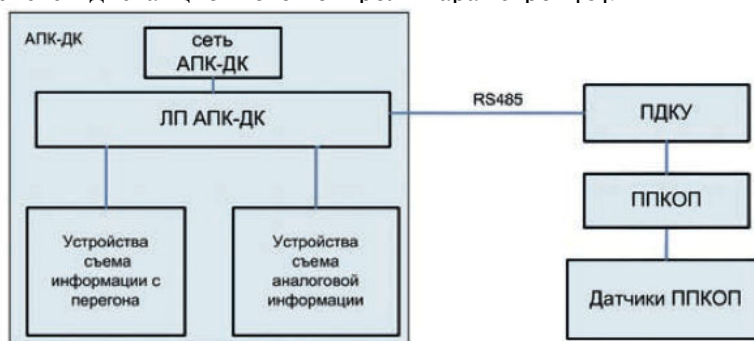 АПК-ДК
сеть
АПК-ДК
ЛП АПК-ДК
RS485
ПДКУ
ППКОП
Датчики ППКОП
Устройства
съема
информации с
перегона
Устройства
съема
аналоговой
информации